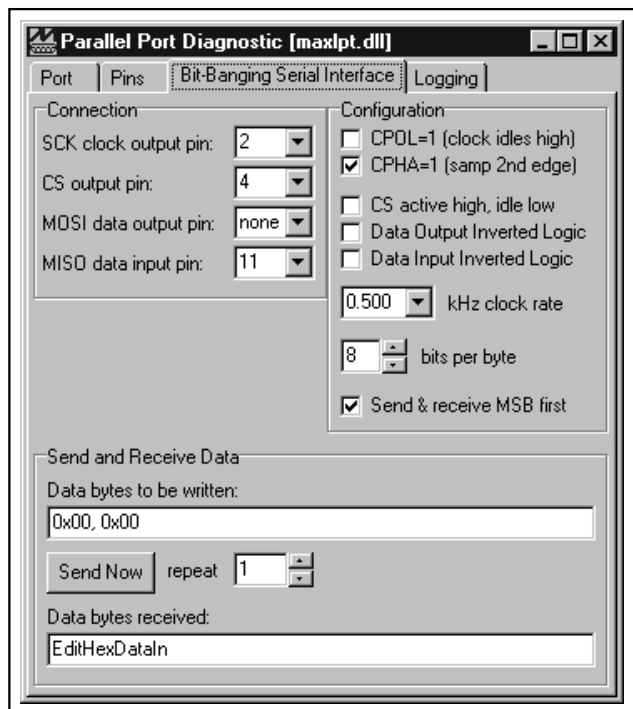 Parallel Port Diagnostic [maxlpt.dll]
Port Pins Bit-Banging Serial Interface Logging
Connection
SCK clock output pin: 2
CS output pin: 4
MOSI data output pin: none
MISO data input pin: 11
Configuration
CPOL=1 (clock idles high)
CPHA=1 (samp 2nd edge)
CS active high, idle low
Data Output Inverted Logic
Data Input Inverted Logic
0.500 kHz clock rate
8 bits per byte
Send & receive MSB first
Send and Receive Data
Data bytes to be written:
0x00, 0x00
Send Now repeat 1
Data bytes received:
EditHexDataIn